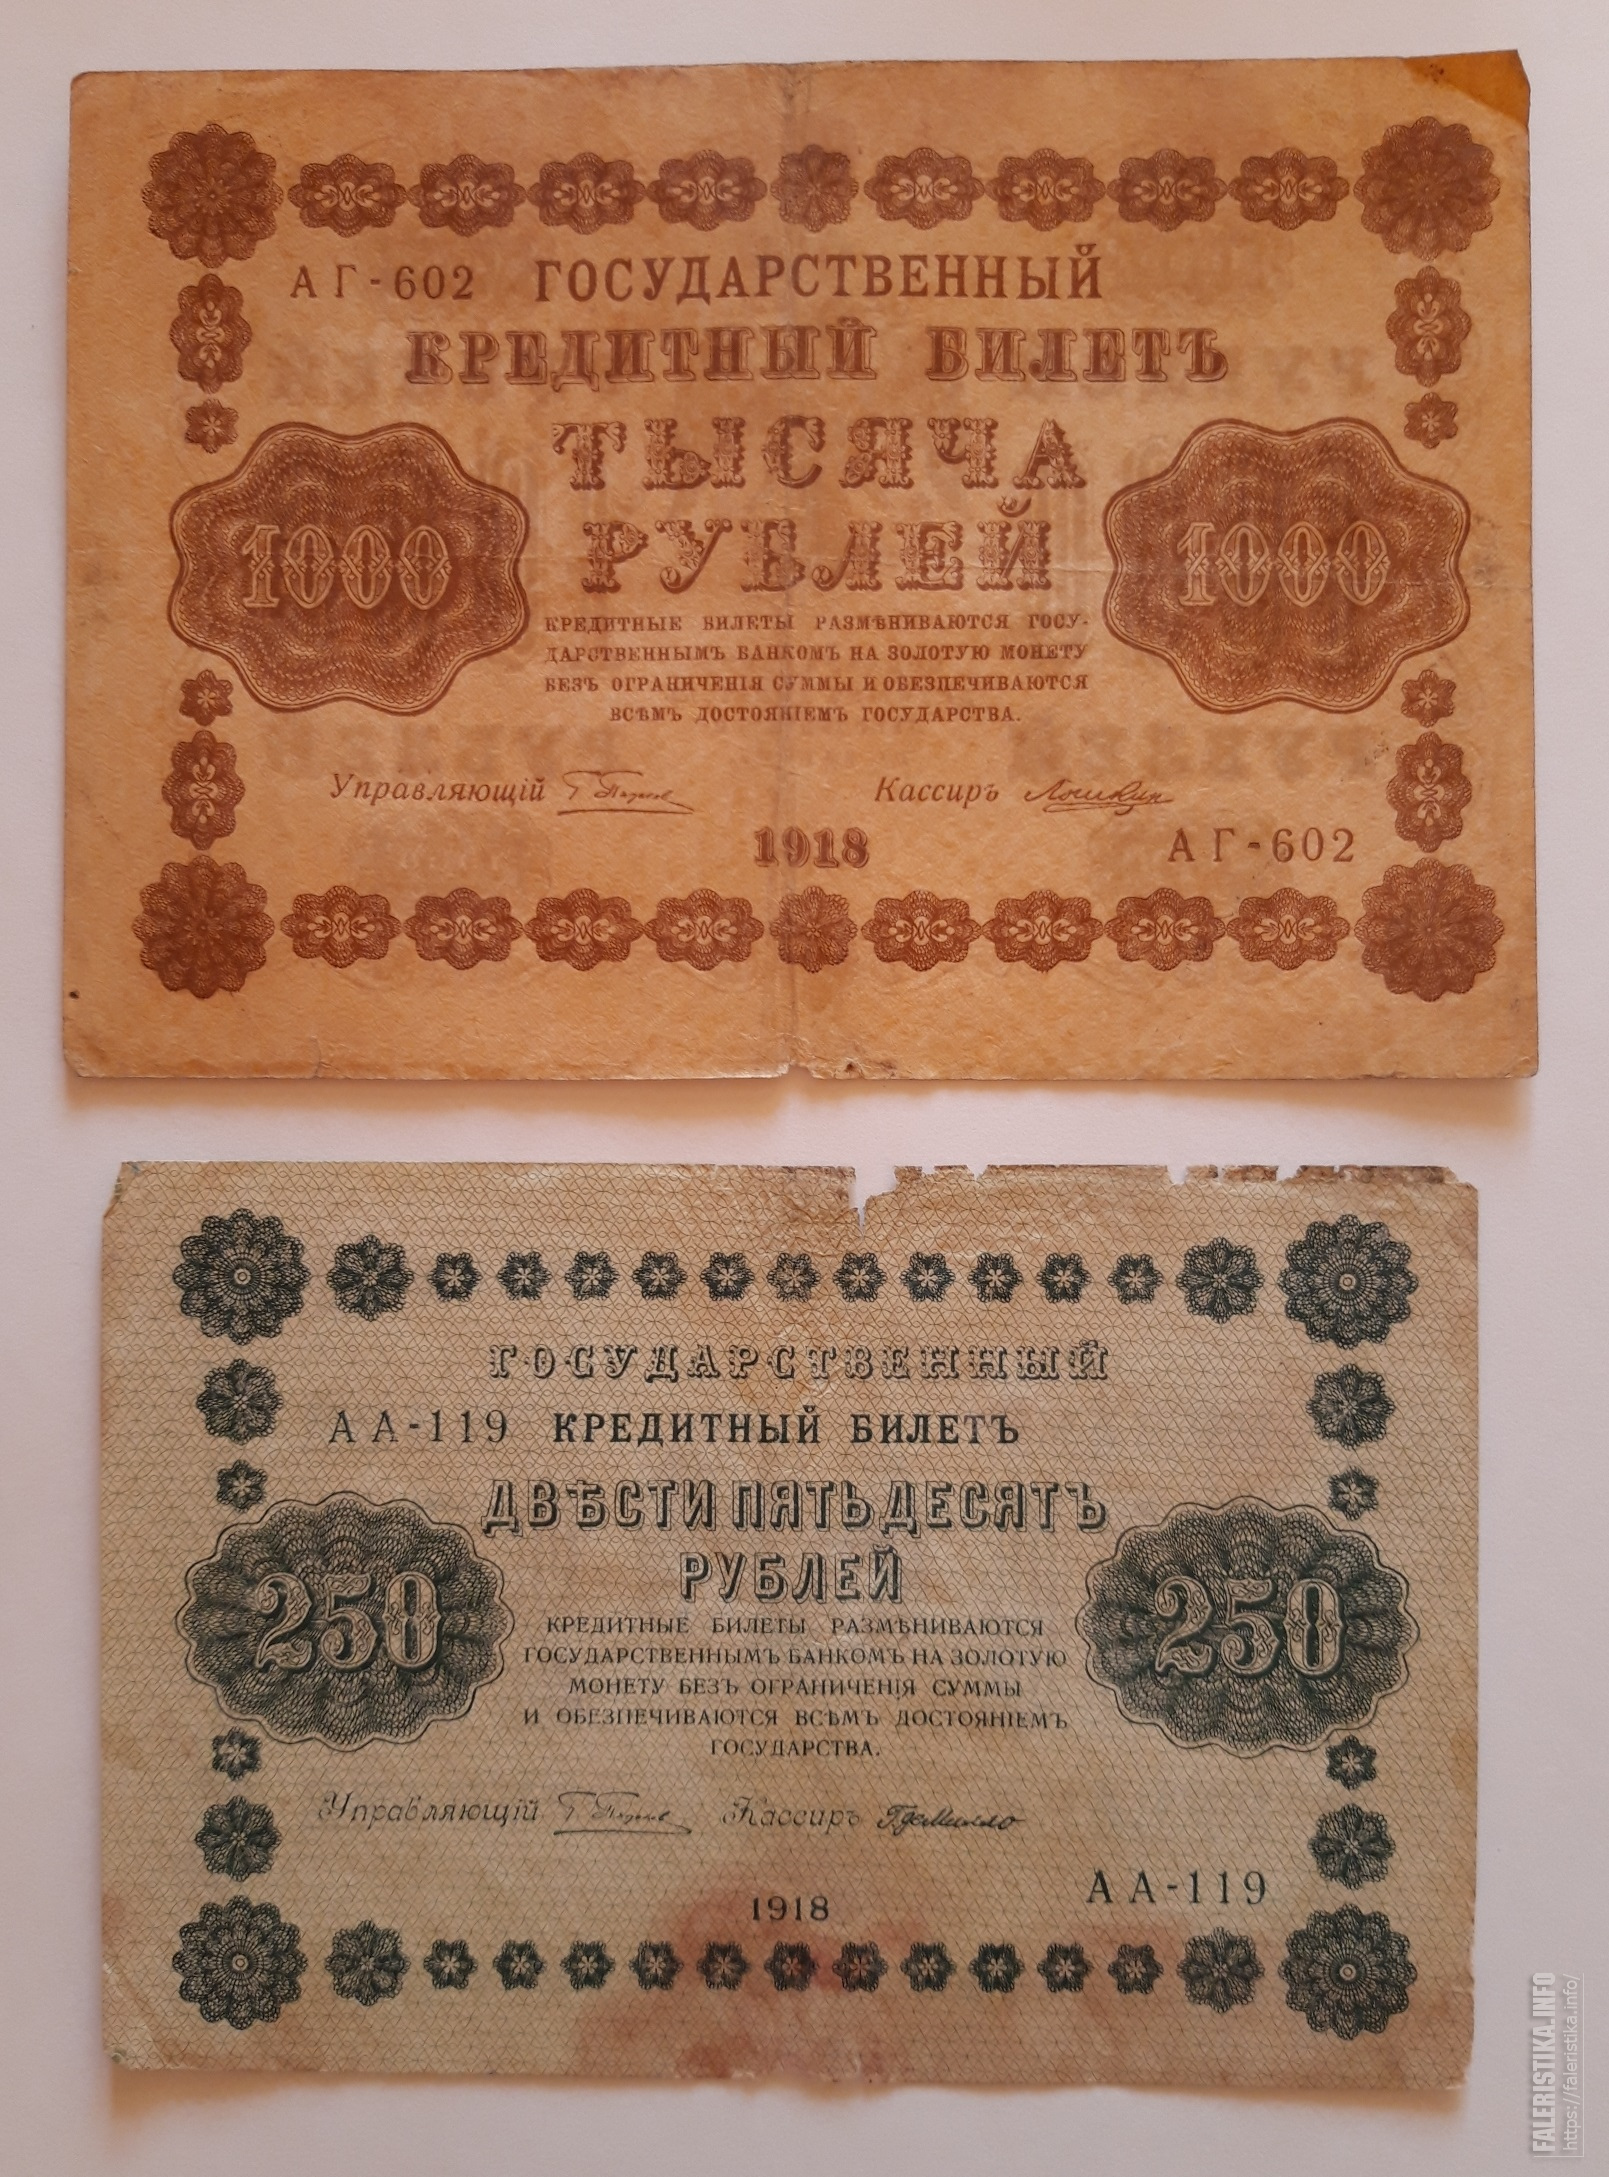 АГ-602 ГОСУДАРСТВЕННЫЙ
КРЕДИТНЫЙ БИЛЕТЪ
ТЫСЯЧА
РУБЛЕЙ
1000
1000
КРЕДИТНЫЕ БИЛЕТЫ РАЗМѢНИВАЮТСЯ ГОСУ-
ДАРСТВЕННЫМЪ БАНКОМЪ НА ЗОЛОТУЮ МОНЕТУ
БЕЗЪ ОГРАНИЧЕНІЯ СУММЫ И ОБЕЗПЕЧИВАЮТСЯ
ВСѢМЪ ДОСТОЯНІЕМЪ ГОСУДАРСТВА.
Управляющій Кассиръ Лошкин
1918
АГ-602
ГОСУДАРСТВЕННЫЙ
АА-119 КРЕДИТНЫЙ БИЛЕТЪ
ДВѢСТИ ПЯТЬДЕСЯТЪ
РУБЛЕЙ
250
250
КРЕДИТНЫЕ БИЛЕТЫ РАЗМѢНИВАЮТСЯ
ГОСУДАРСТВЕННЫМЪ БАНКОМЪ НА ЗОЛОТУЮ
МОНЕТУ БЕЗЪ ОГРАНИЧЕНІЯ СУММЫ
И ОБЕЗПЕЧИВАЮТСЯ ВСѢМЪ ДОСТОЯНІЕМЪ
ГОСУДАРСТВА.
Управляющій Кассиръ Г де Милло
1918
АА-119
FALERISTIKA.INFO
https://faleristika.info/